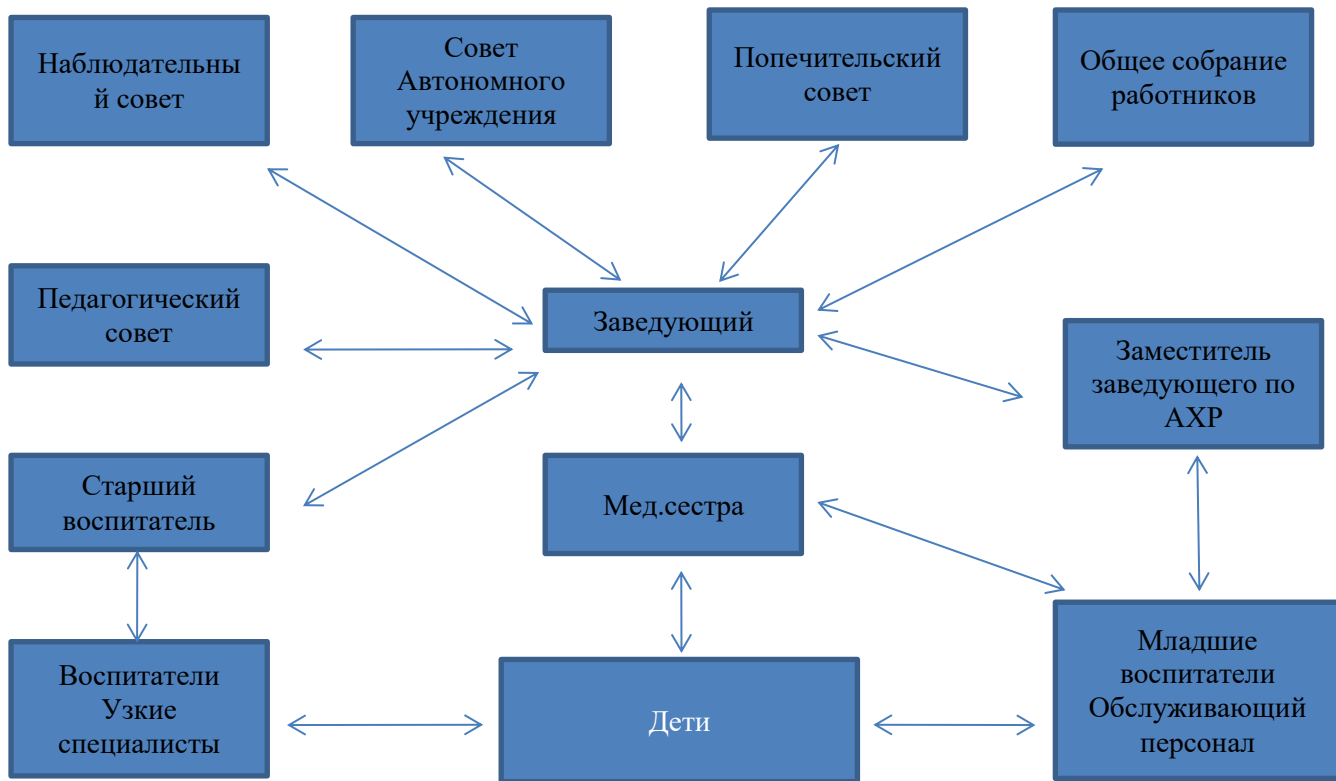 Наблюдательны
й совет
Совет
Автономного
учреждения
Попечительский
совет
Общее собрание
работников
Педагогический
совет
Заведующий
Заместитель
заведующего по
АХР
Старший
воспитатель
Мед.сестра
Воспитатели
Узкие
специалисты
Дети
Младшие
воспитатели
Обслуживающий
персонал